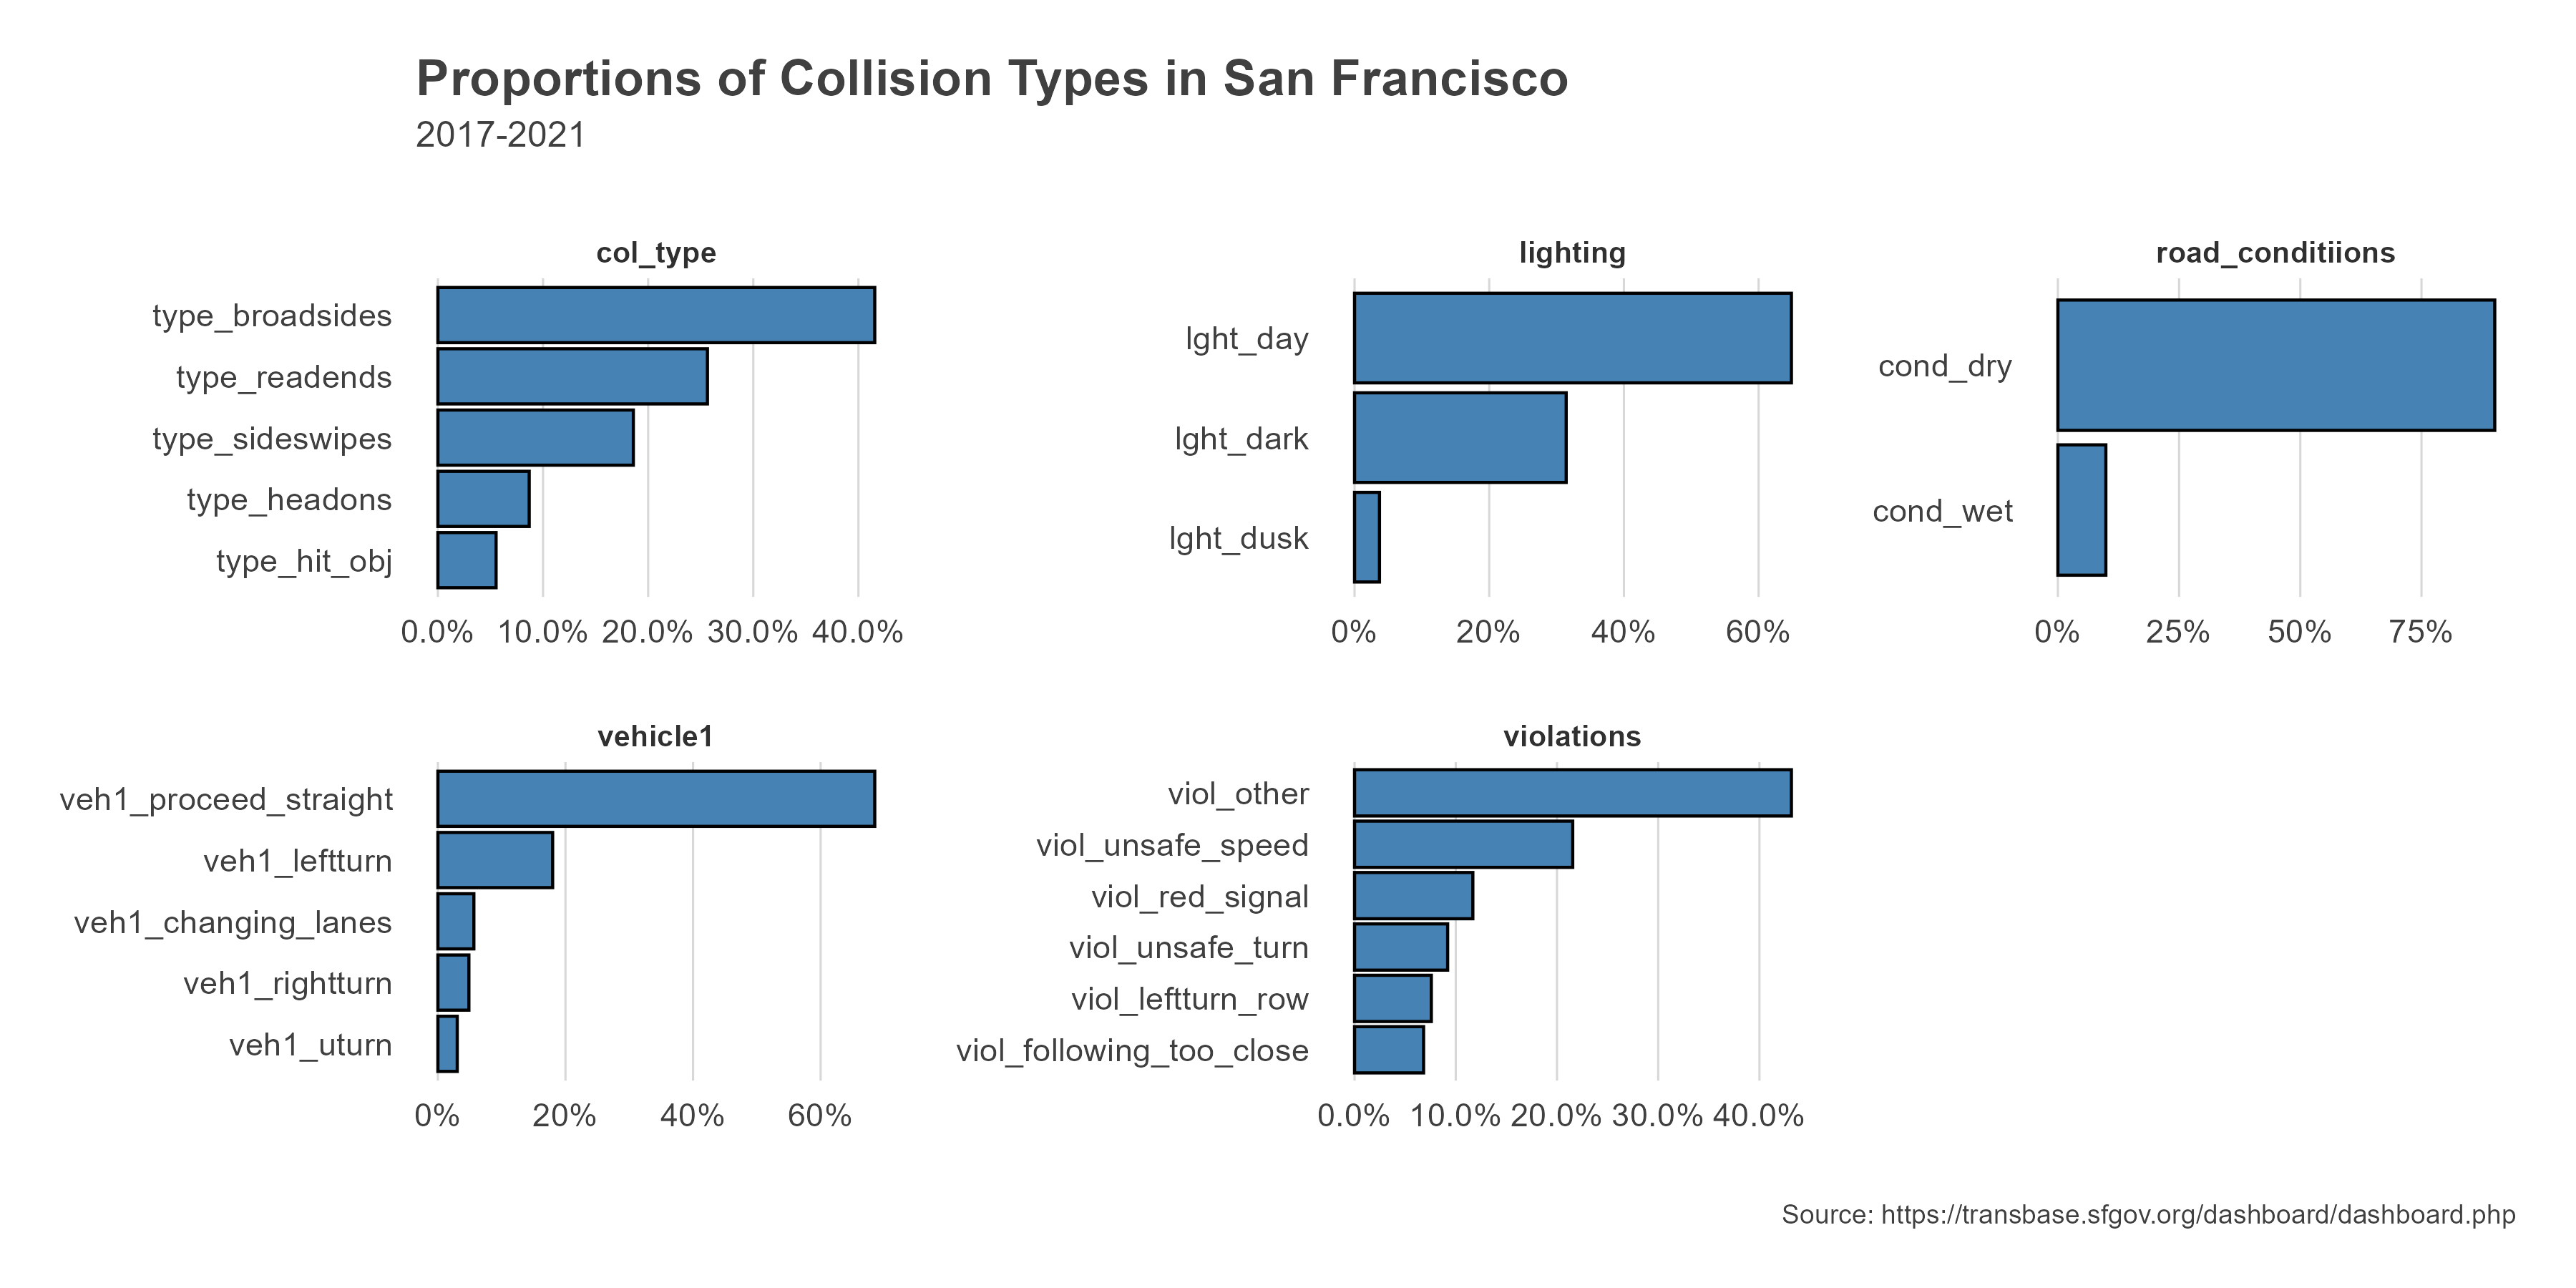 Proportions of Collision Types in San Francisco
2017-2021
col_type
type_broadsides
type_readends
type_sideswipes
type_headons
type_hit_obj
0.0% 10.0% 20.0% 30.0% 40.0%
lighting
lght_day
lght_dark
lght_dusk
0% 20% 40% 60%
road_conditiions
cond_dry
cond_wet
0% 25% 50% 75%
vehicle1
veh1_proceed_straight
veh1_leftturn
veh1_changing_lanes
veh1_rightturn
veh1_uturn
0% 20% 40% 60%
violations
viol_other
viol_unsafe_speed
viol_red_signal
viol_unsafe_turn
viol_leftturn_row
viol_following_too_close
0.0% 10.0% 20.0% 30.0% 40.0%
Source: https://transbase.sfgov.org/dashboard/dashboard.php